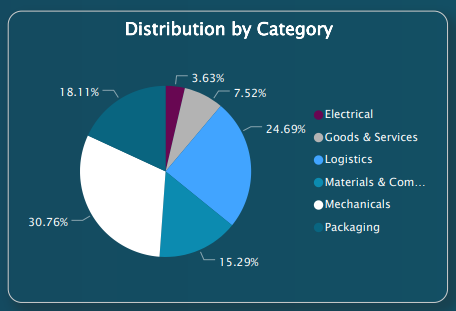 Distribution by Category
3.63%
7.52%
24.69%
15.29%
30.76%
18.11%
Electrical
Goods & Services
Logistics
Materials & Com...
Mechanicals
Packaging